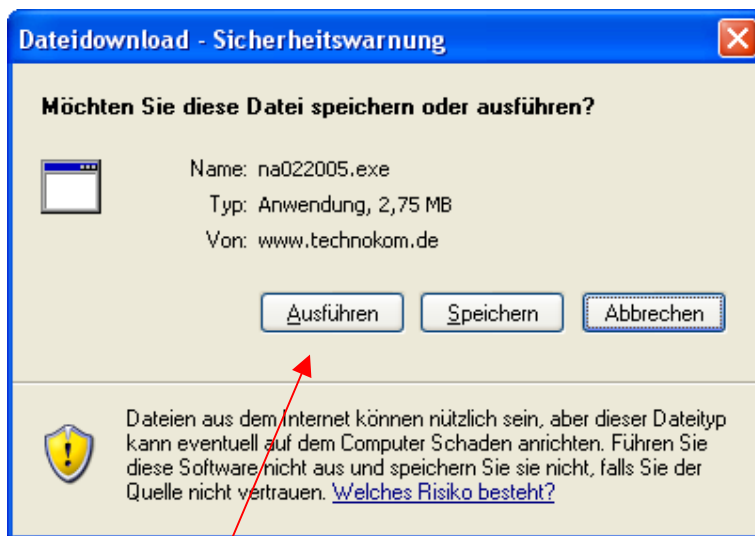 Dateidownload - Sicherheitswarnung
Möchten Sie diese Datei speichern oder ausführen?
Name: na022005.exe
Typ: Anwendung, 2,75 MB
Von: www.technokom.de
Ausführen Speichern Abbrechen
Dateien aus dem Internet können nützlich sein, aber dieser Dateityp
kann eventuell auf dem Computer Schaden anrichten. Führen Sie
diese Software nicht aus und speichern Sie sie nicht, falls Sie der
Quelle nicht vertrauen. Welches Risiko besteht?